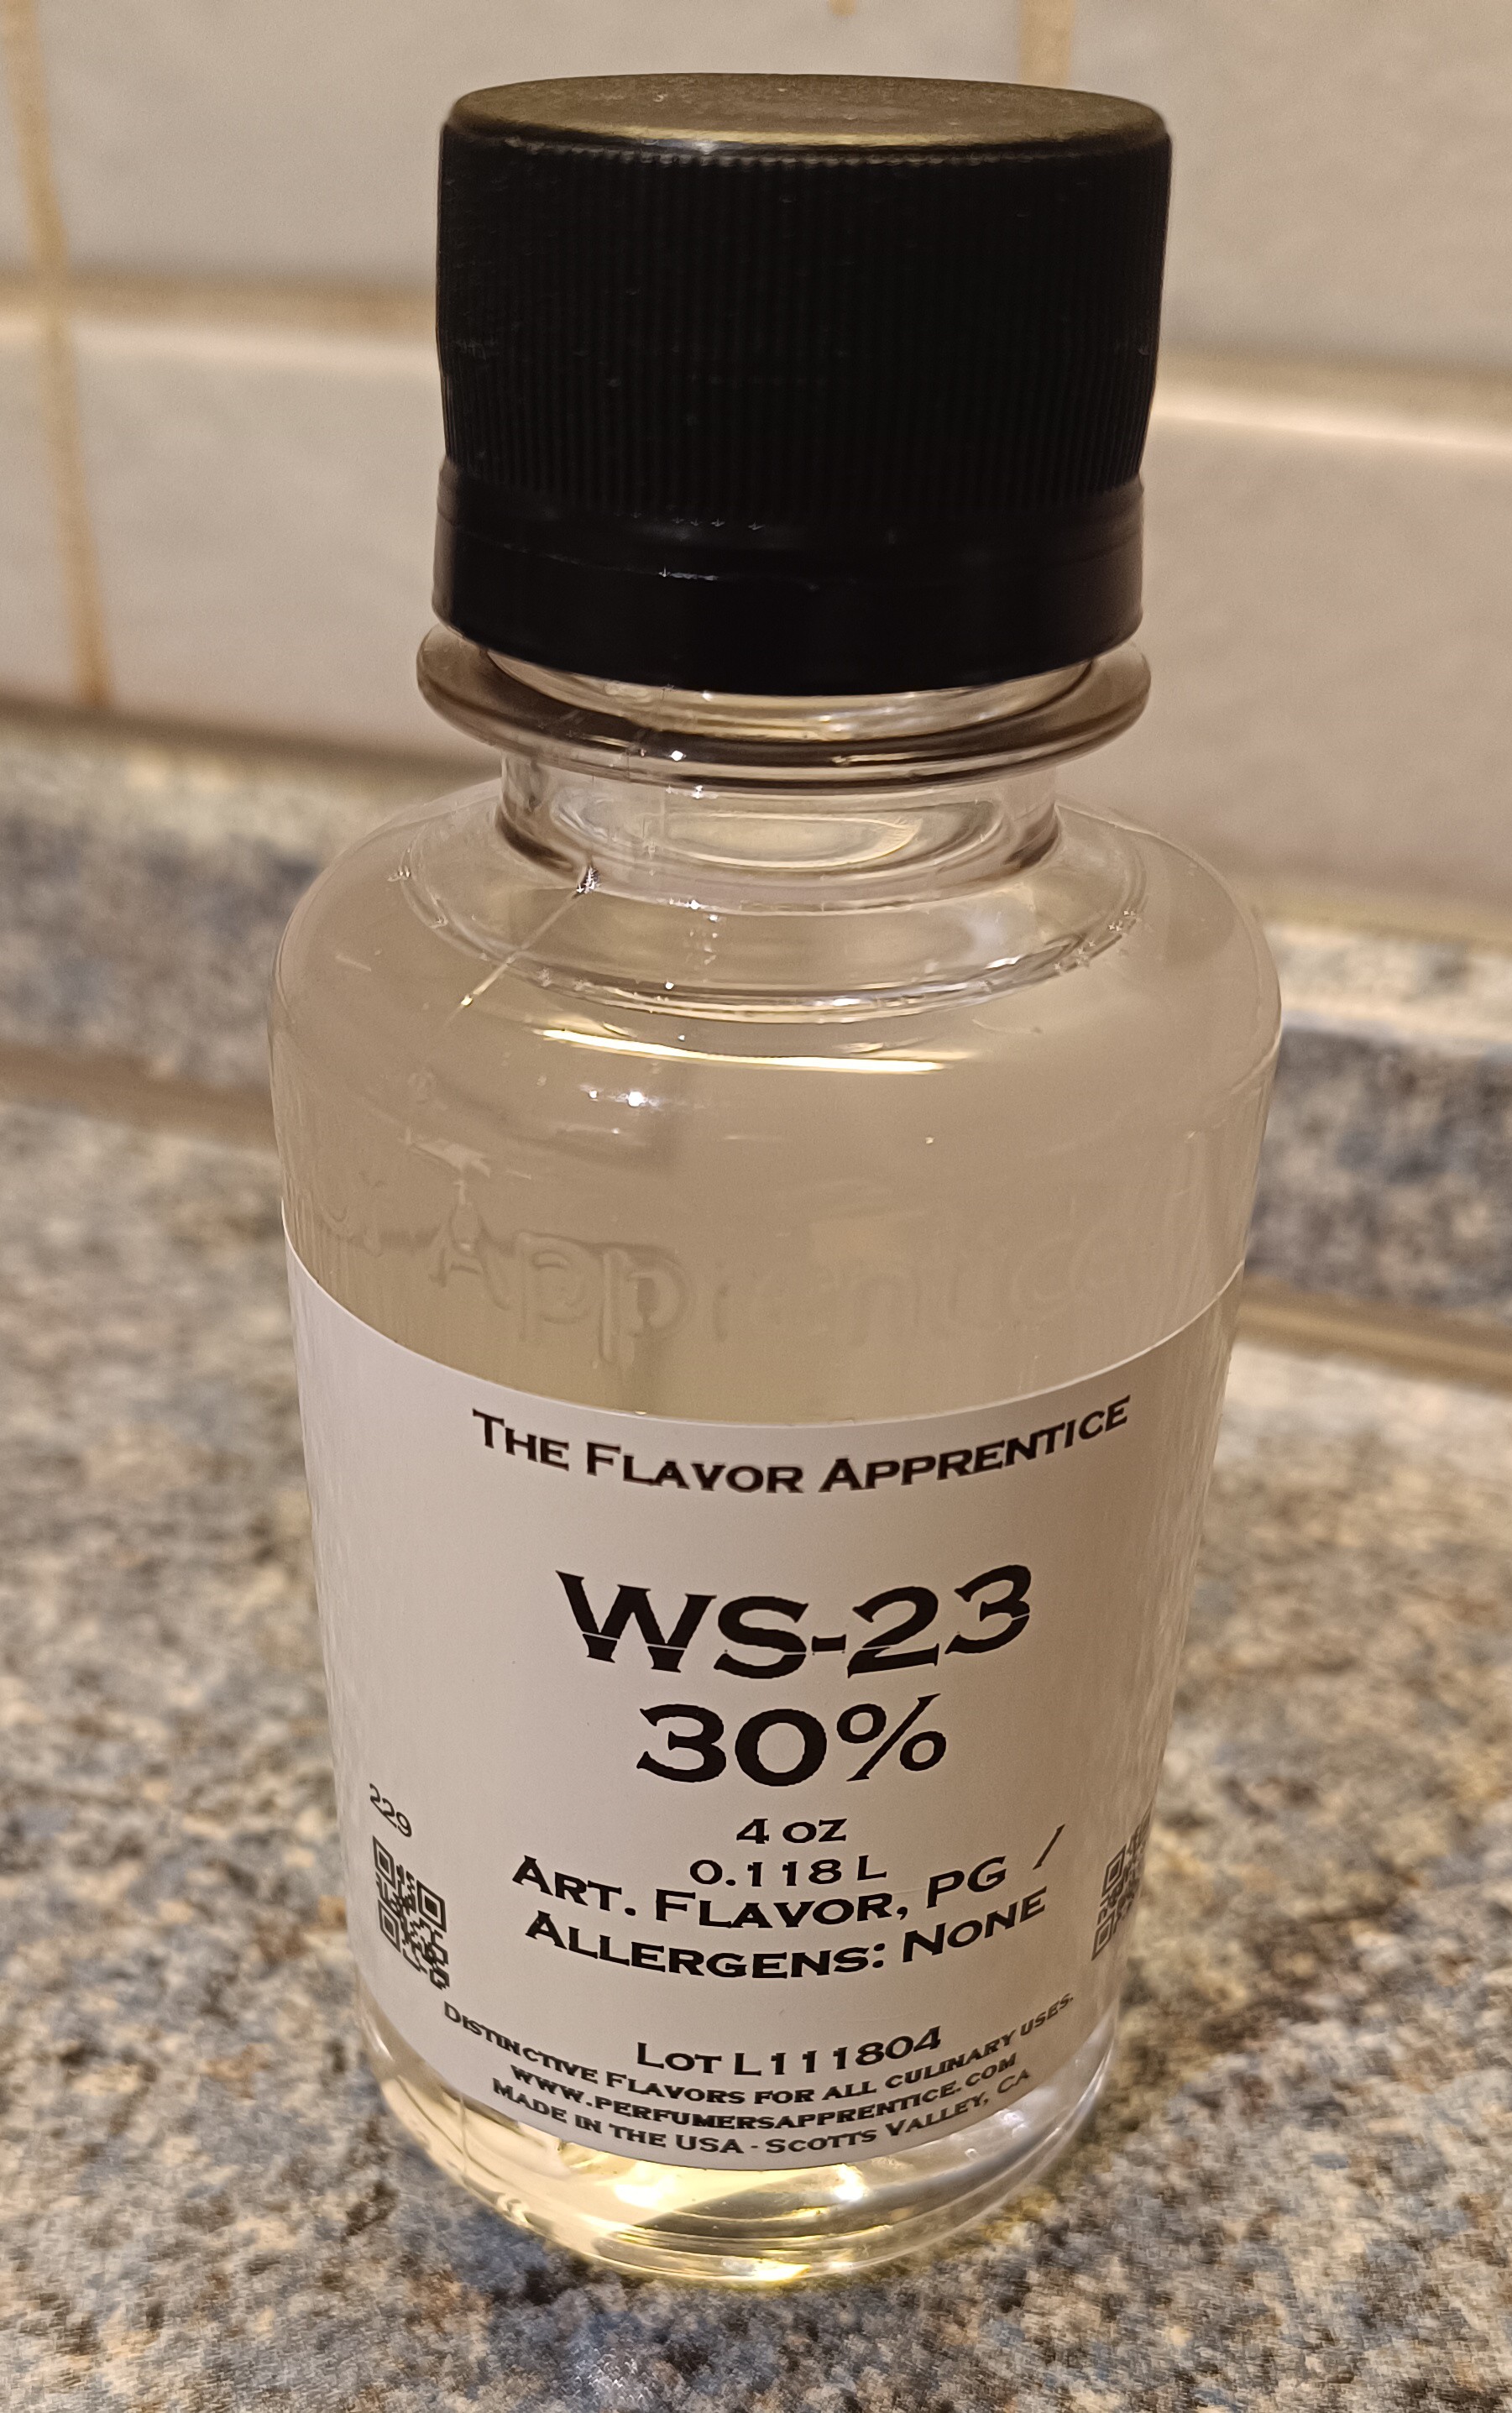 Apprentice
THE FLAVOR APPRENTICE
WS-23
30%
229
4 OZ
0.118 L
ART. FLAVOR, PG /
ALLERGENS: NONE
LOT L111804
DISTINCTIVE FLAVORS FOR ALL CULINARY USES.
WWW.PERFUMERSAPPRENTICE.COM
MADE IN THE USA - SCOTTS VALLEY, CA